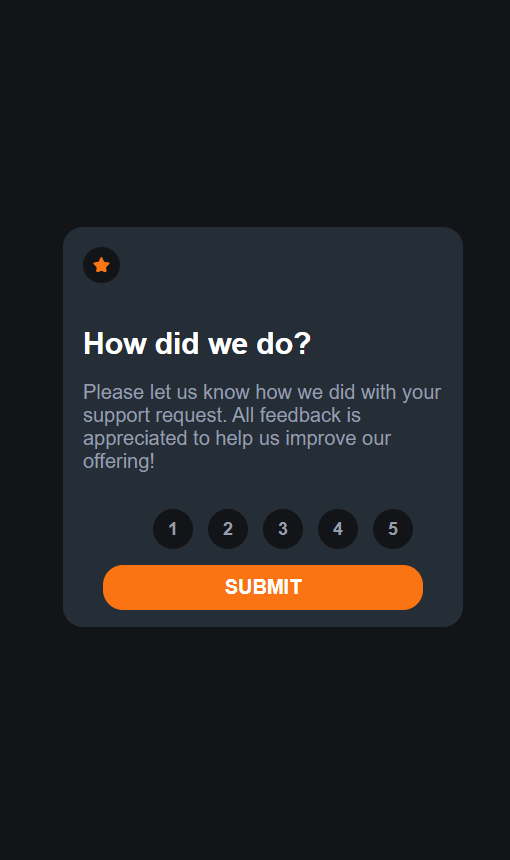 How did we do?
Please let us know how we did with your
support request. All feedback is
appreciated to help us improve our
offering!
1 2 3 4 5
SUBMIT